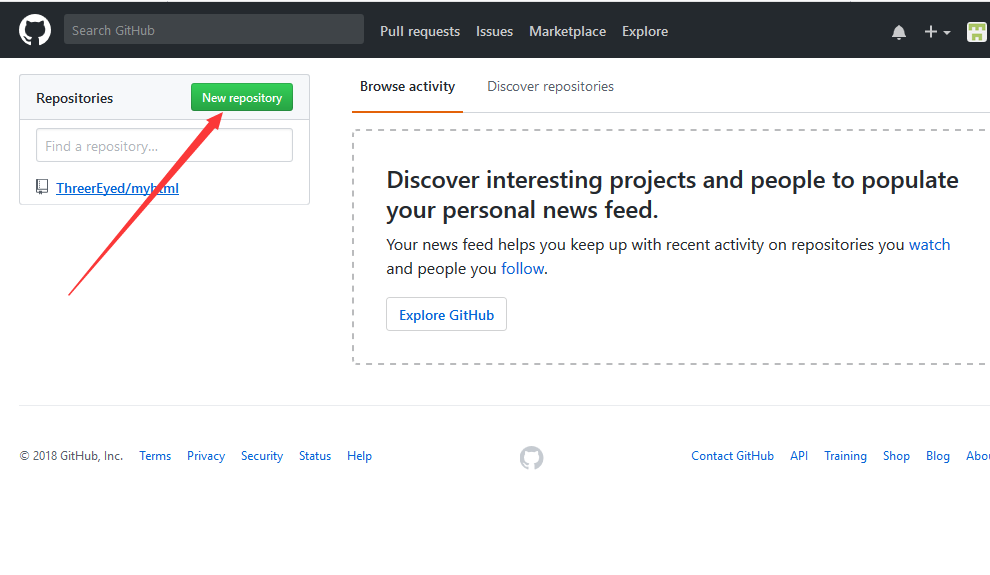 Search GitHub
Pull requests Issues Marketplace Explore
Repositories New repository
Find a repository...
ThreerEyed/myhtml
Browse activity Discover repositories
Discover interesting projects and people to populate
your personal news feed.
Your news feed helps you keep up with recent activity on repositories you watch
and people you follow.
Explore GitHub
© 2018 GitHub, Inc. Terms Privacy Security Status Help
Contact GitHub API Training Shop Blog Abou